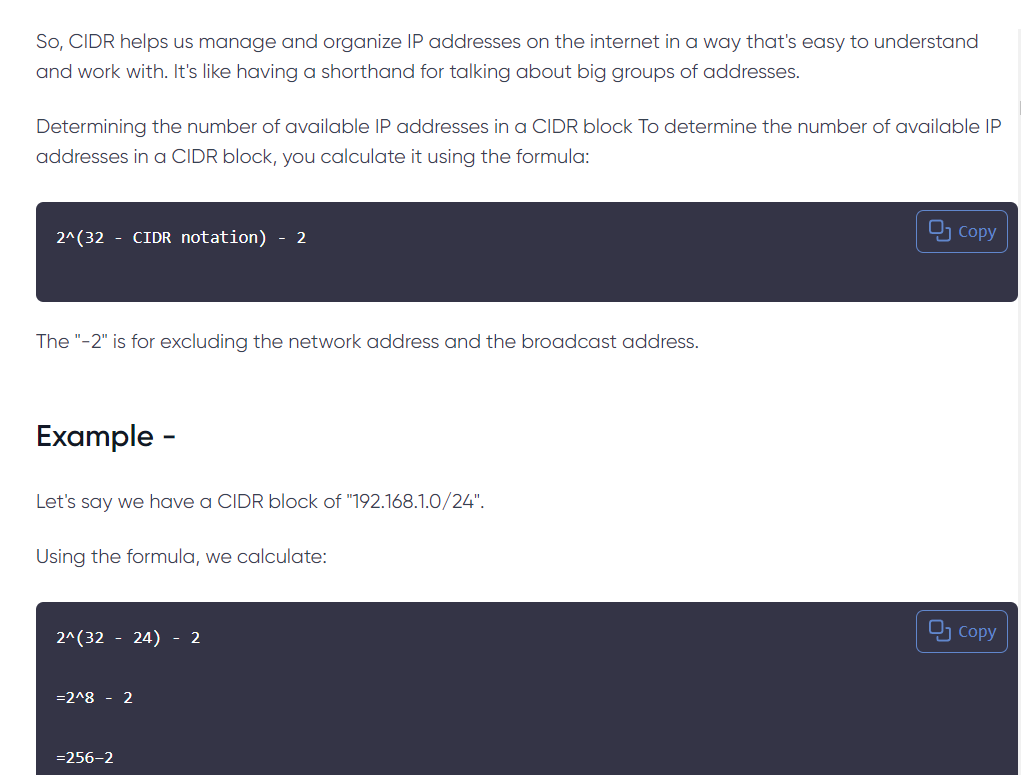 So, CIDR helps us manage and organize IP addresses on the internet in a way that's easy to understand
and work with. It's like having a shorthand for talking about big groups of addresses.
Determining the number of available IP addresses in a CIDR block To determine the number of available IP
addresses in a CIDR block, you calculate it using the formula:
2^(32 - CIDR notation) - 2
Copy
The "-2" is for excluding the network address and the broadcast address.
Example -
Let's say we have a CIDR block of "192.168.1.0/24".
Using the formula, we calculate:
2^(32 - 24) - 2
Copy
=2^8 - 2
=256−2